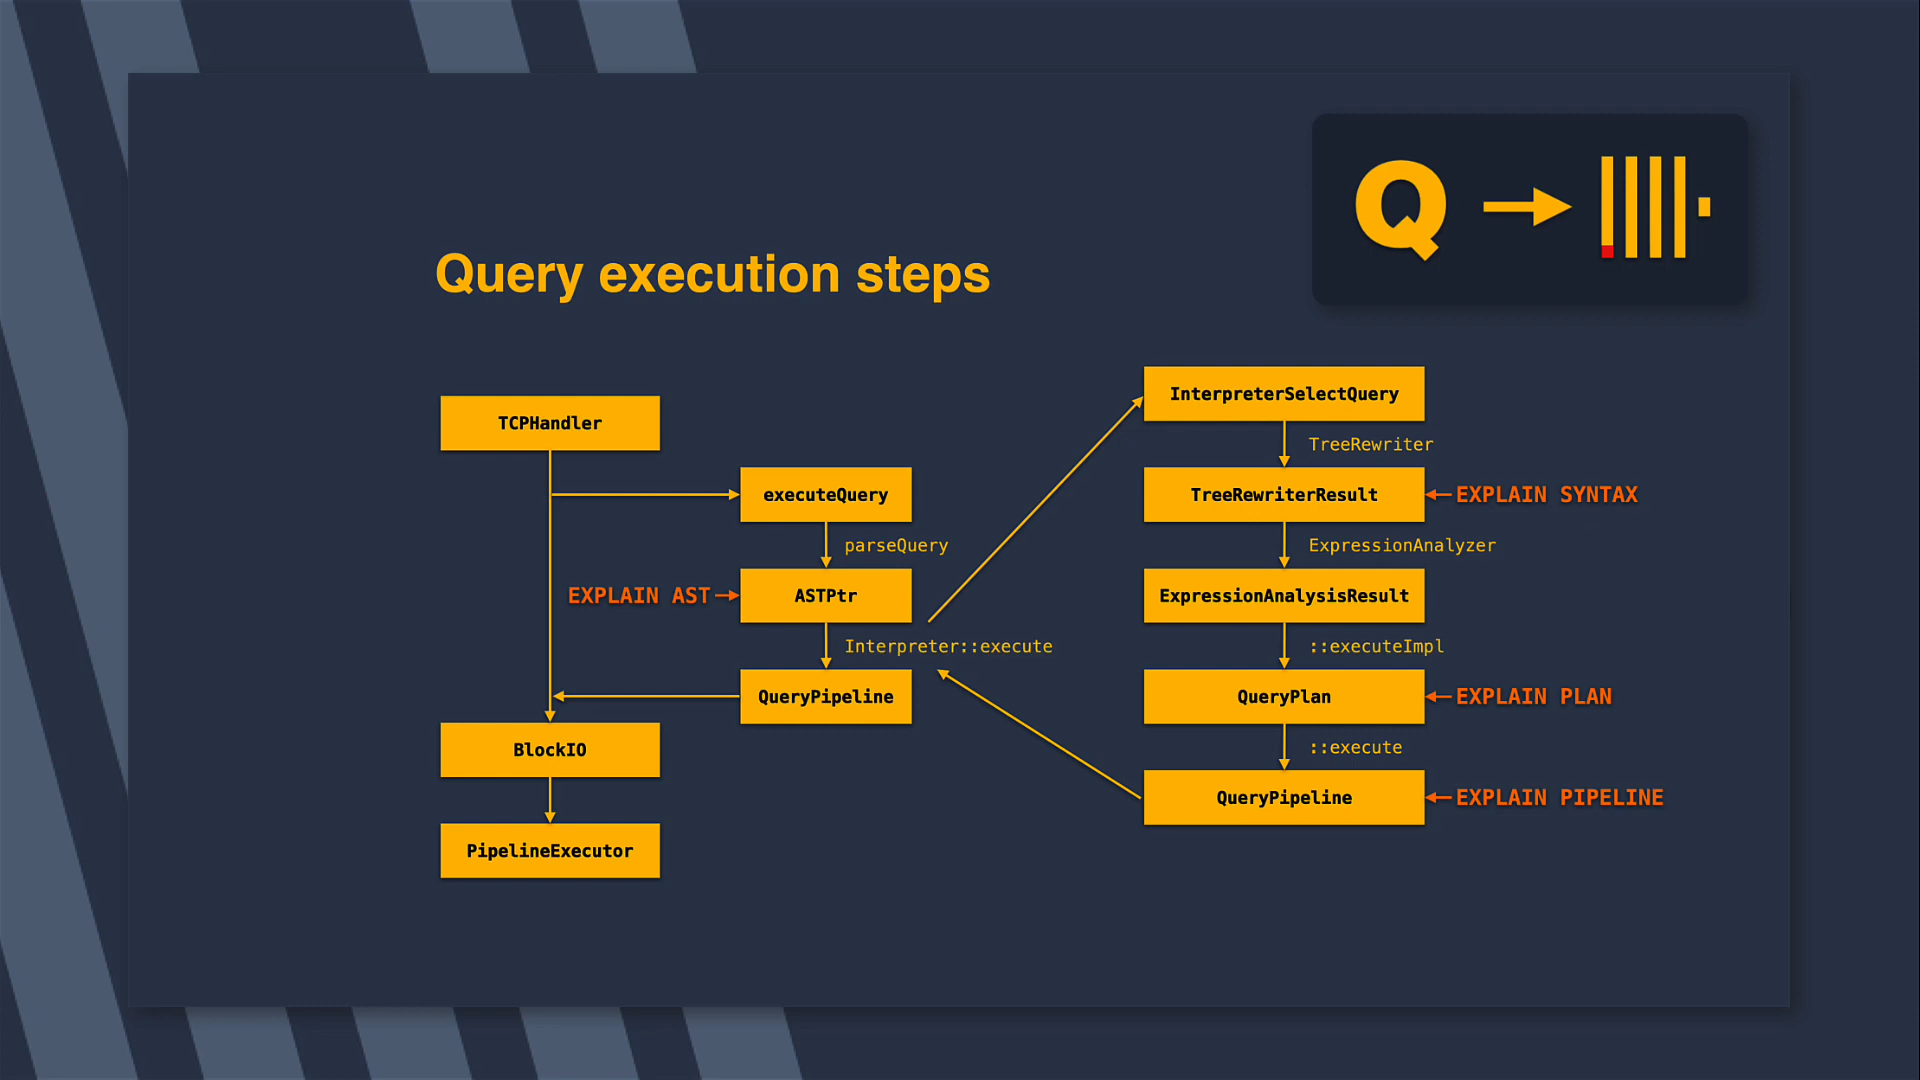 Q
Query execution steps
TCPHandler
executeQuery
parseQuery
EXPLAIN AST
ASTPtr
Interpreter::execute
QueryPipeline
BlockIO
PipelineExecutor
InterpreterSelectQuery
TreeRewriter
TreeRewriterResult
EXPLAIN SYNTAX
ExpressionAnalyzer
ExpressionAnalysisResult
::executeImpl
QueryPlan
EXPLAIN PLAN
::execute
QueryPipeline
EXPLAIN PIPELINE